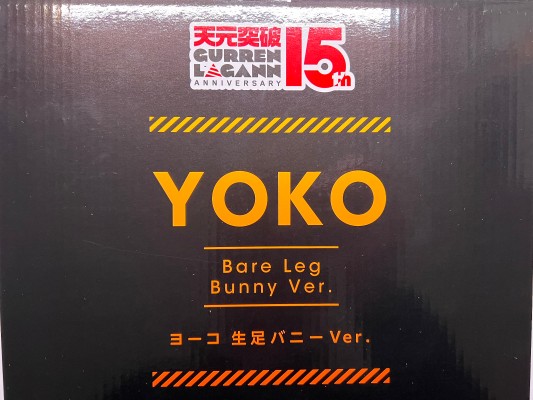 天元突破
GURREN
LAGANN
ANNIVERSARY
15th
YOKO
Bare Leg
Bunny Ver.
ヨーコ 生足バニーVer.